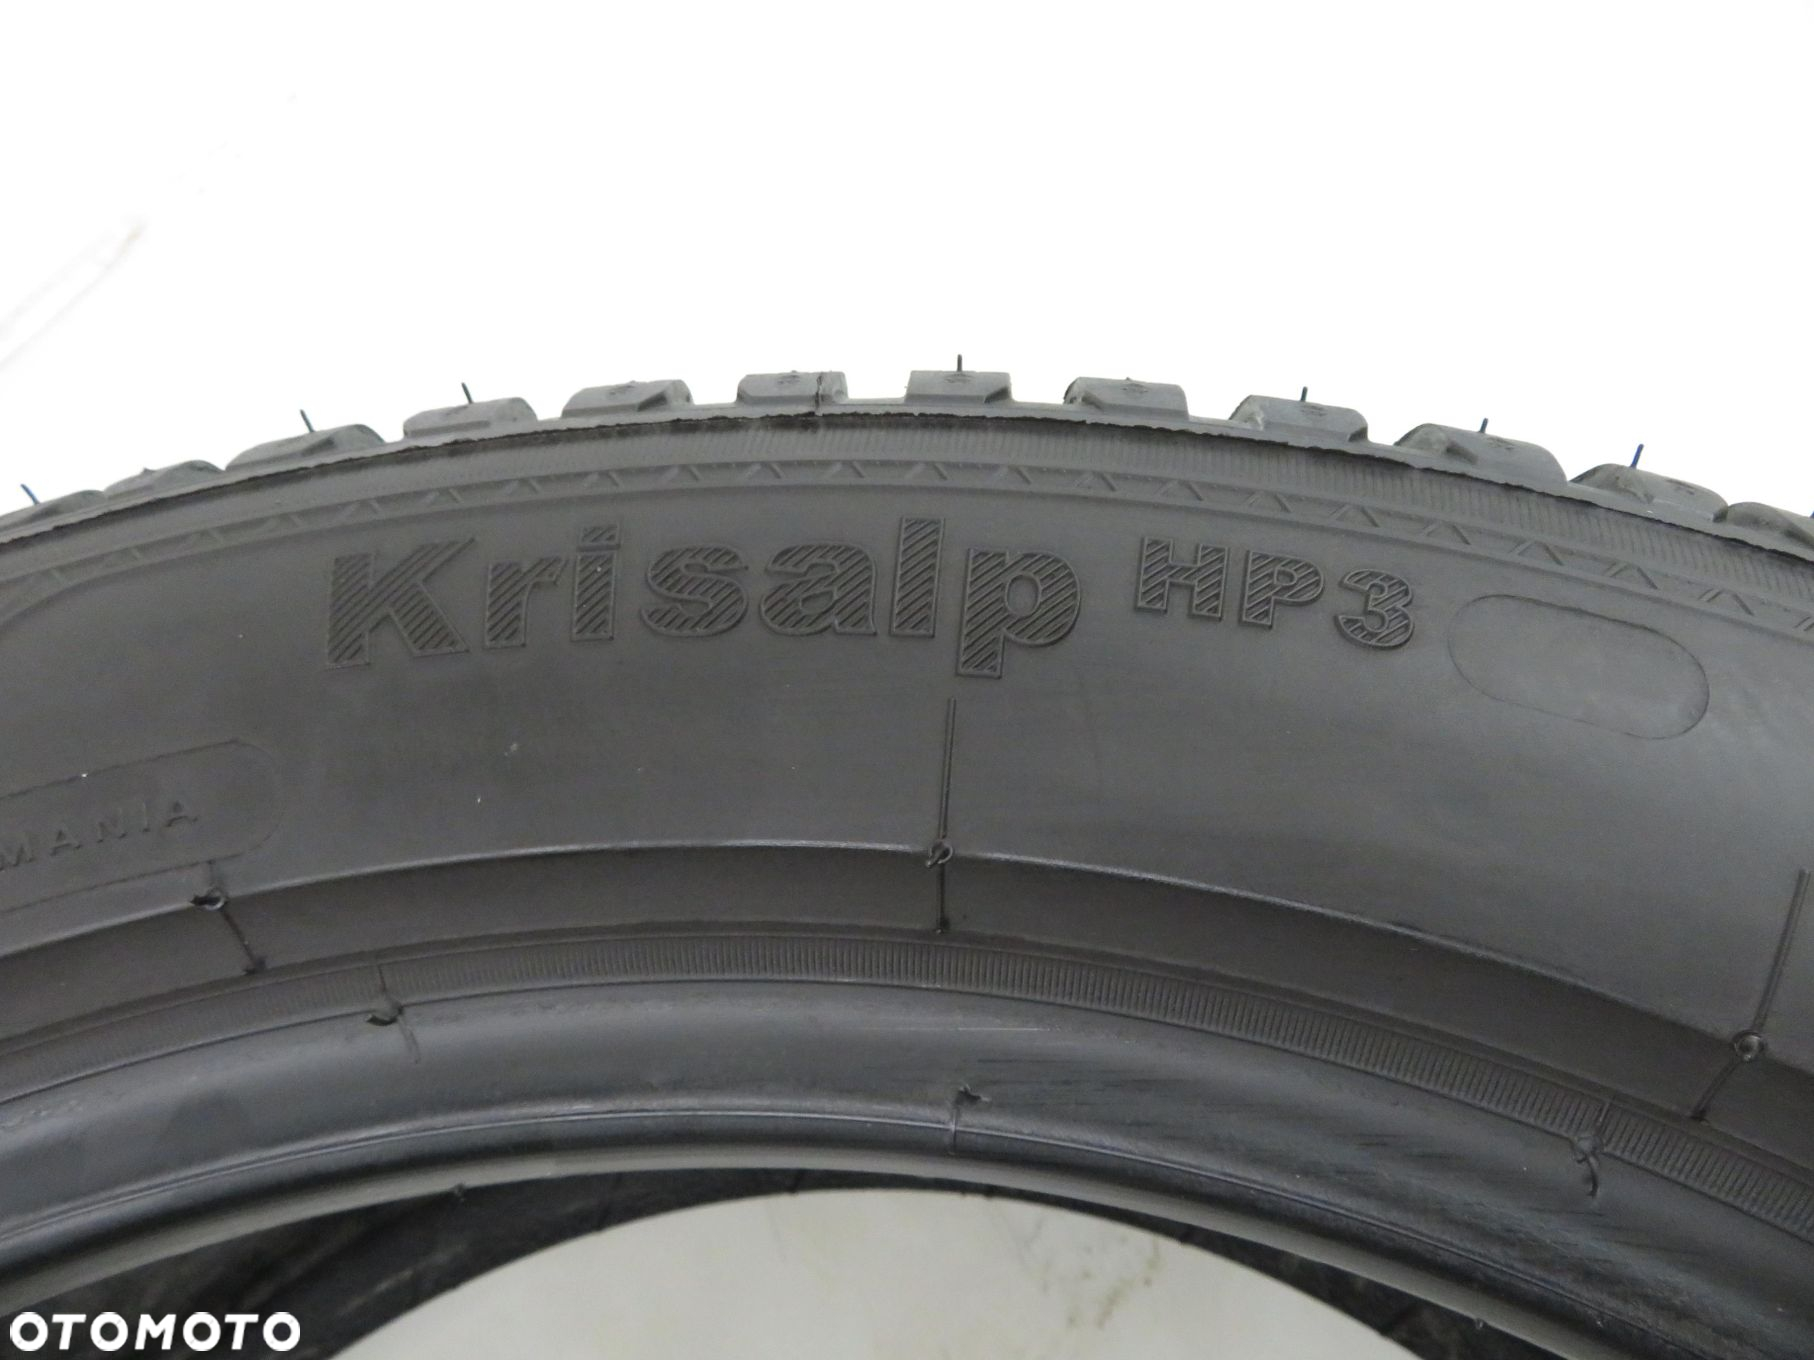 Krisalp HP3
MANIA
OTOMOTO